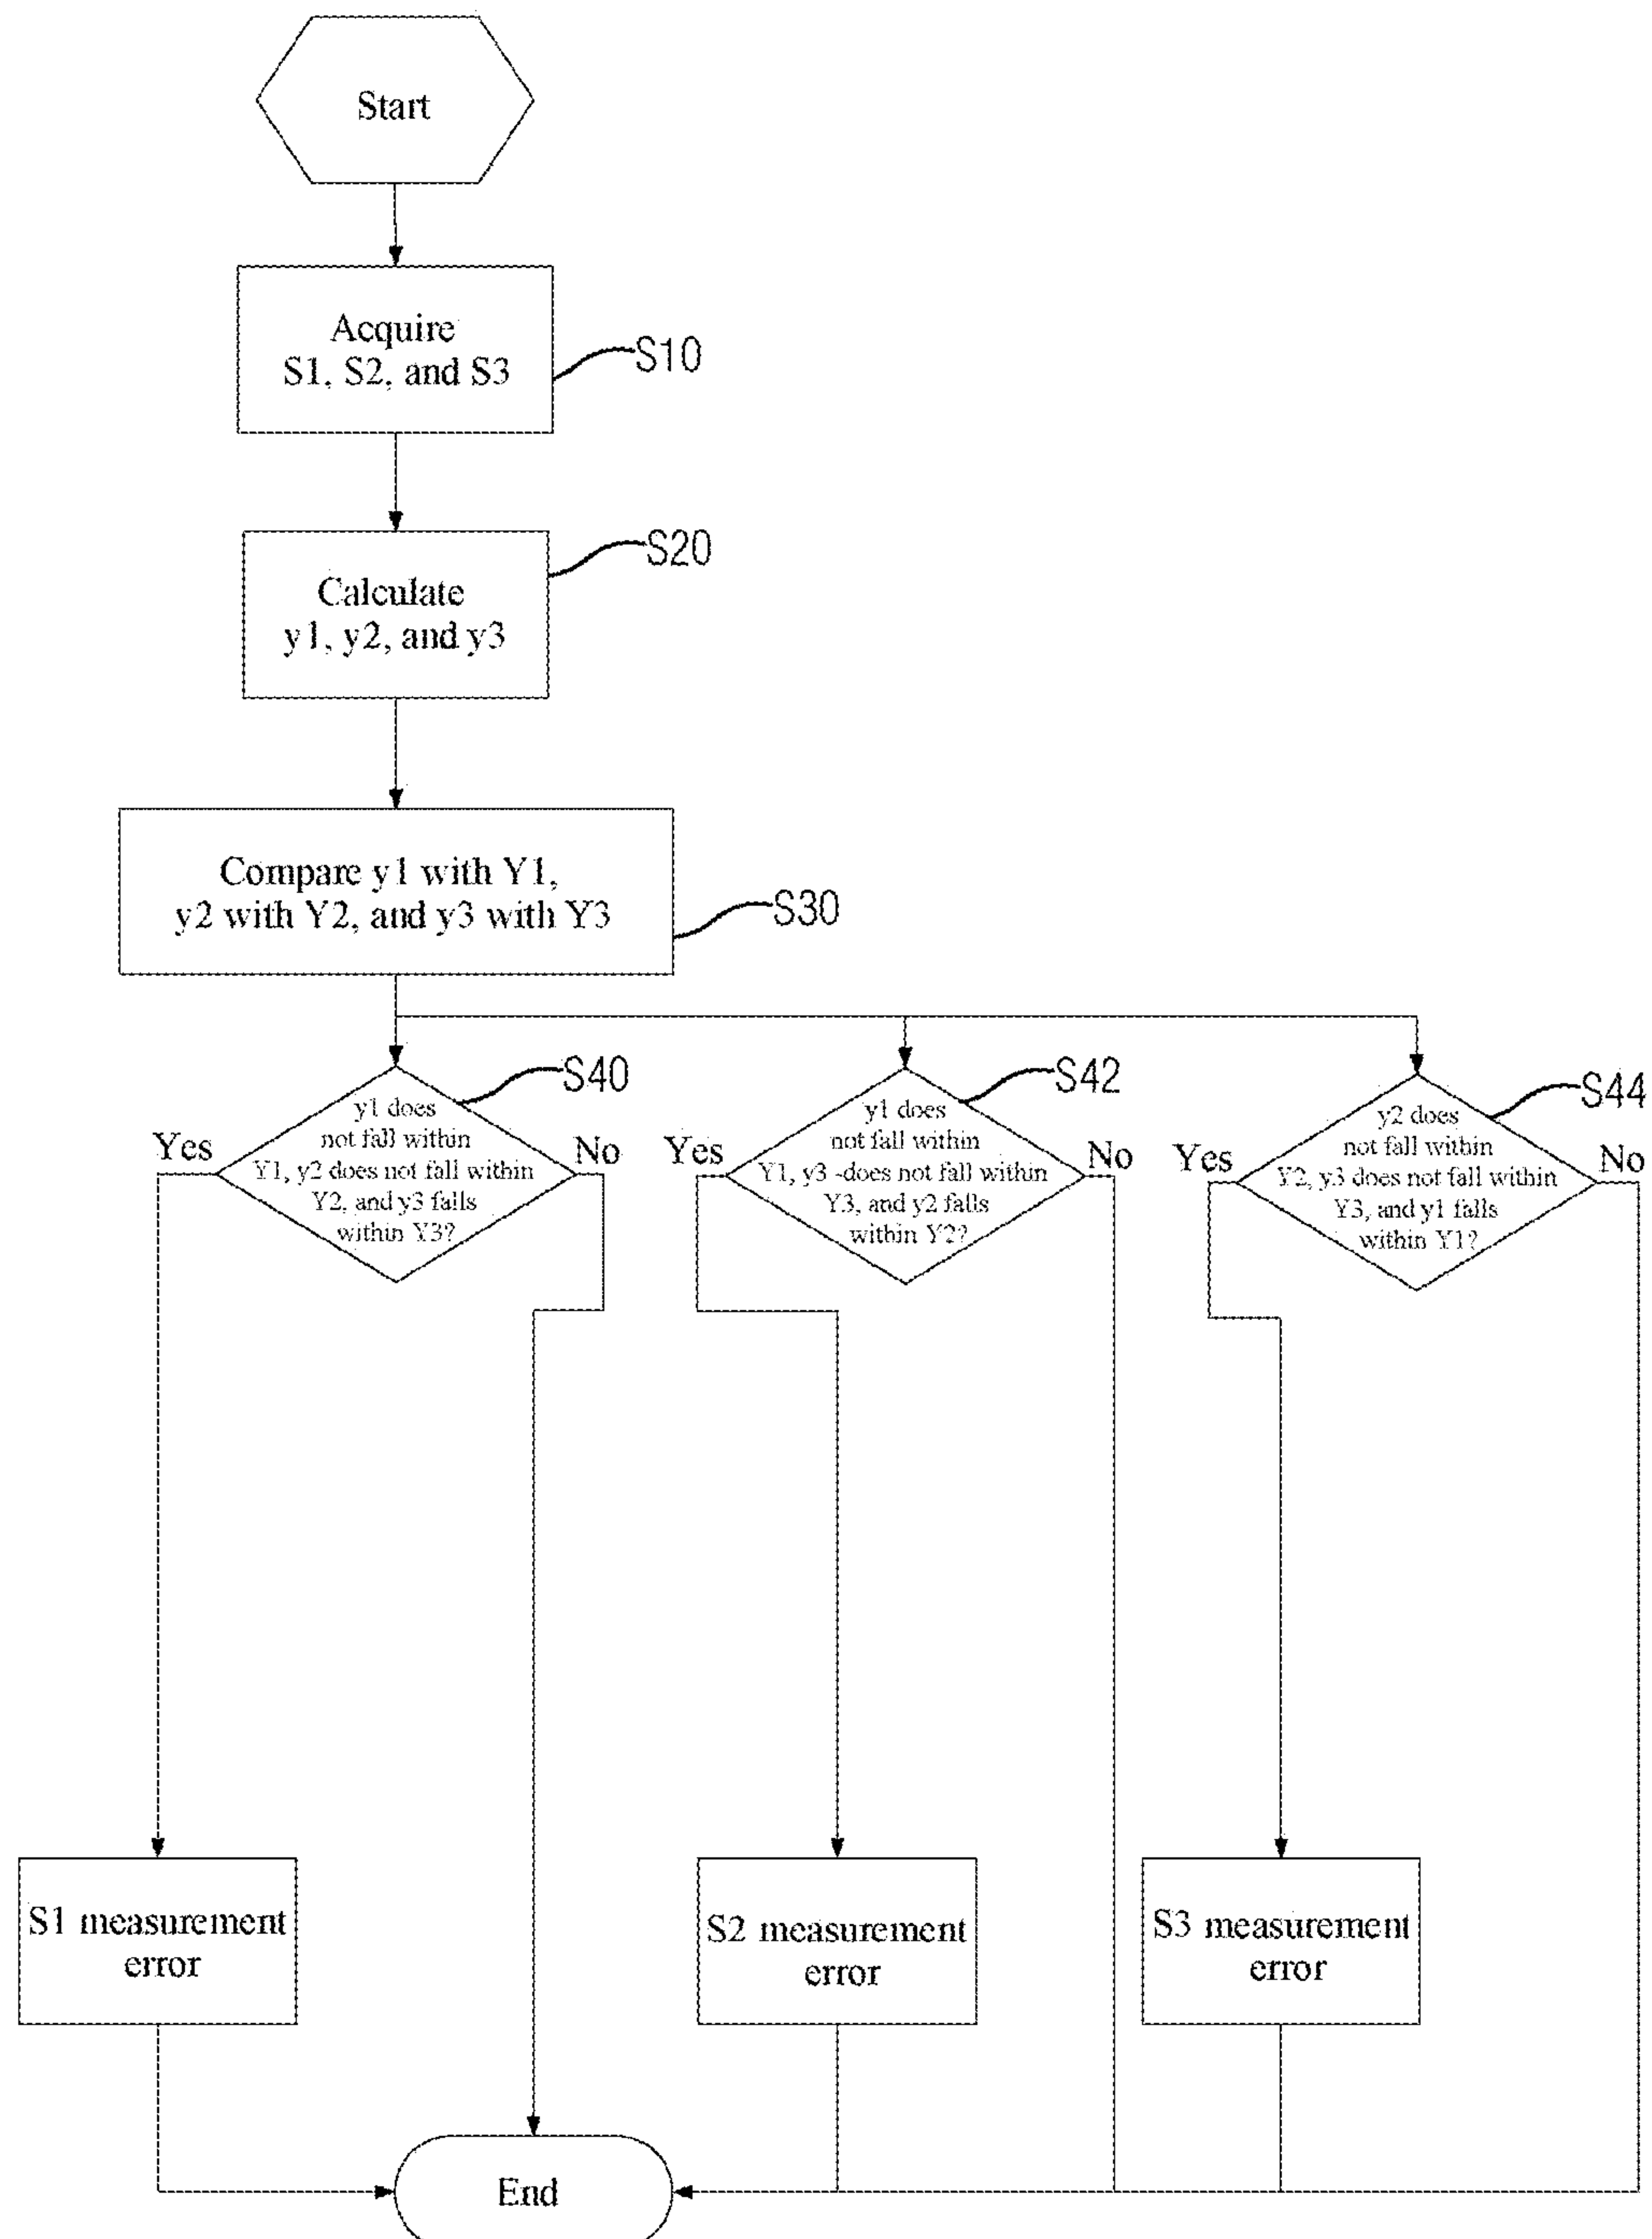 Start
Acquire
S1, S2, and S3
S10
S20
Calculate
y1, y2, and y3
Compare y1 with Y1,
y2 with Y2, and y3 with Y3
S30
S40
y1 does
not fall within
Y1, y2 does not fall within
Y2, and y3 falls
within Y3?
Yes
No
S42
y1 does
not fall within
Y1, y3 -does not fall within
Y3, and y2 falls
within Y2?
Yes
No
S44
y2 does
not fall within
Y2, y3 does not fall within
Y3, and y1 falls
within Y1?
Yes
No
S1 measurement
error
S2 measurement
error
S3 measurement
error
End